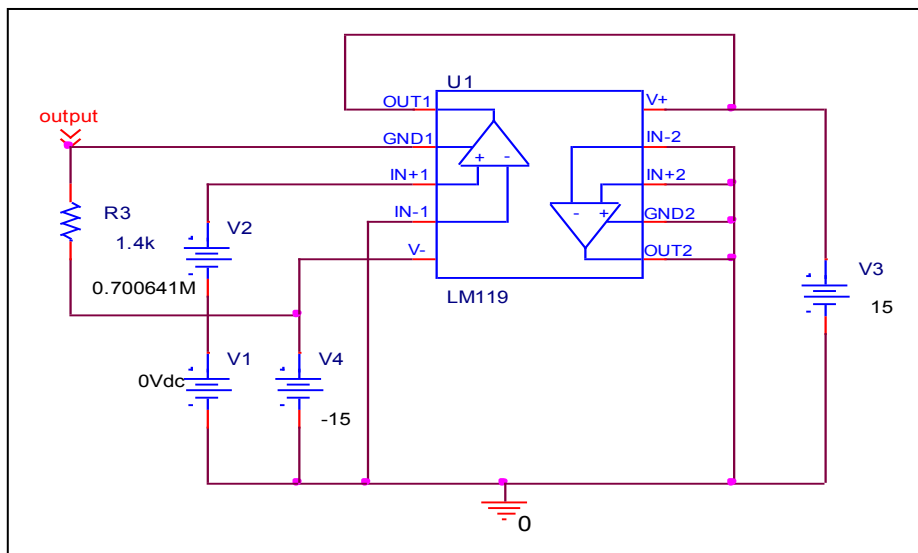 U1
OUT1
V+
output
GND1
IN-2
+ -
IN+1
IN+2
R3
- +
GND2
1.4k
V2
IN-1
V-
OUT2
V3
0.700641M
LM119
15
V1
V4
0Vdc
-15
0